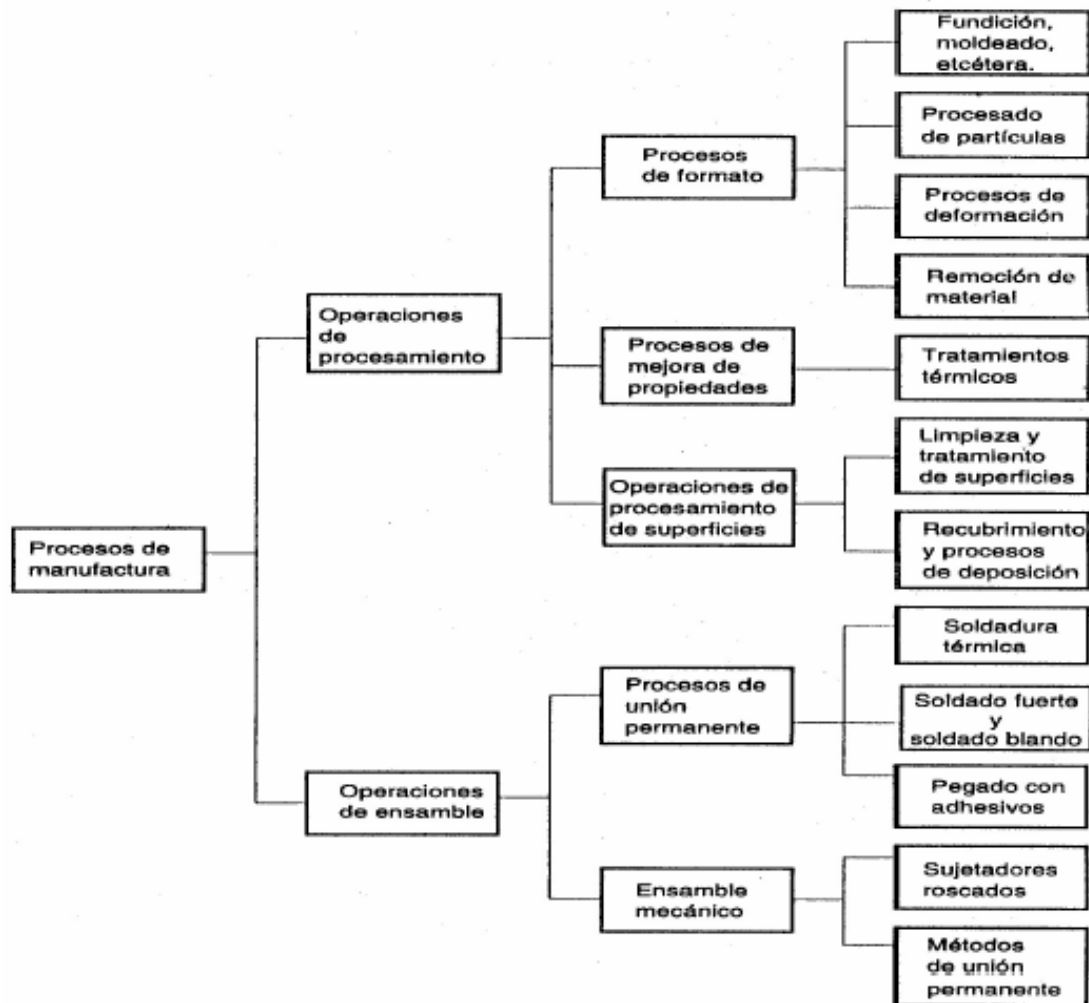 Fundición,
moldeado,
etcétera.
Procesado
de partículas
Procesos
de formato
Procesos de
deformación
Remoción de
material
Operaciones
de
procesamiento
Procesos de
mejora de
propiedades
Tratamientos
térmicos
Limpieza y
tratamiento
de superficies
Operaciones de
procesamiento
de superficies
Recubrimiento
y procesos
de deposición
Procesos de
manufactura
Soldadura
térmica
Procesos de
unión
permanente
Soldado fuerte
y
soldado blando
Operaciones
de ensamble
Pegado con
adhesivos
Sujetadores
roscados
Ensamble
mecánico
Métodos
de unión
permanente